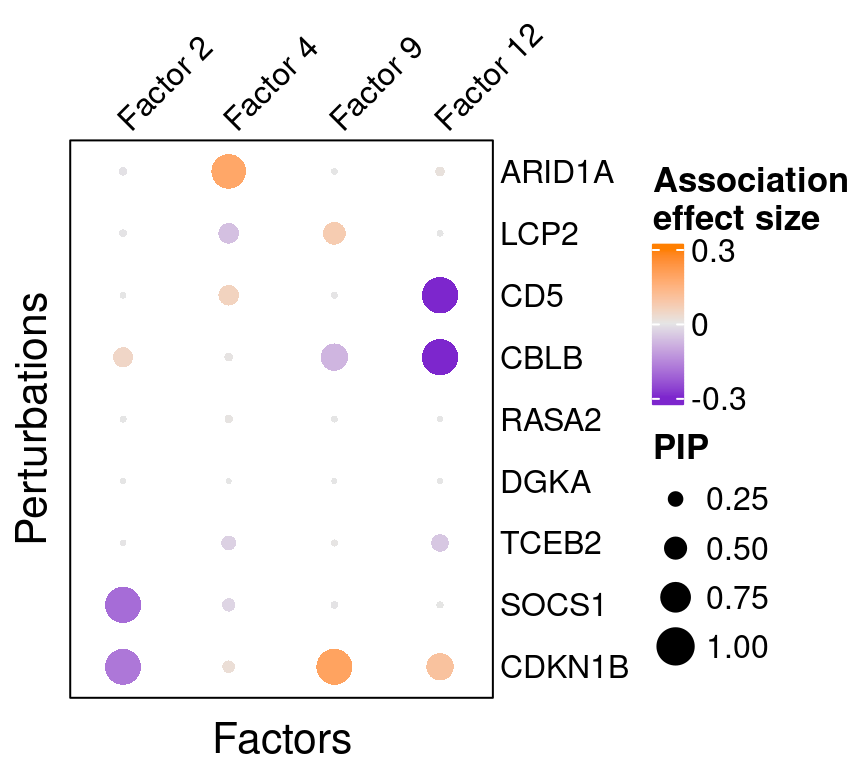 Factor 2
Factor 4
Factor 9
Factor 12
ARID1A
LCP2
CD5
CBLB
RASA2
DGKA
TCEB2
SOCS1
CDKN1B
Perturbations
Factors
Association
effect size
0.3
0
-0.3
PIP
0.25
0.50
0.75
1.00